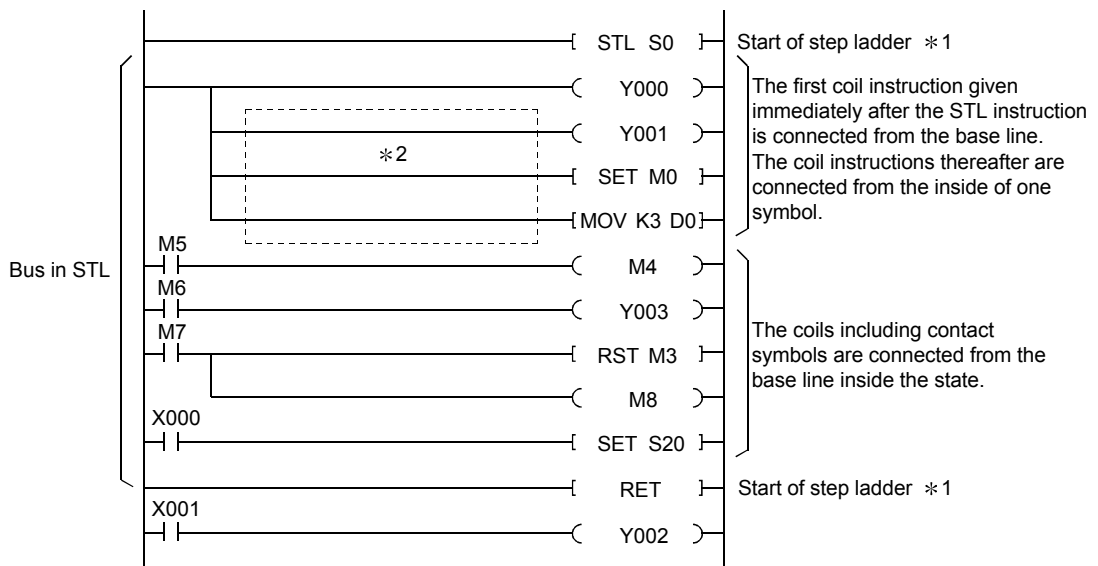 STL S0
Start of step ladder *1
Y000
The first coil instruction given
immediately after the STL instruction
is connected from the base line.
The coil instructions thereafter are
connected from the inside of one
symbol.
Y001
*2
SET M0
MOV K3 D0
Bus in STL
M5
M4
M6
Y003
M7
RST M3
The coils including contact
symbols are connected from the
base line inside the state.
M8
X000
SET S20
RET
Start of step ladder *1
X001
Y002